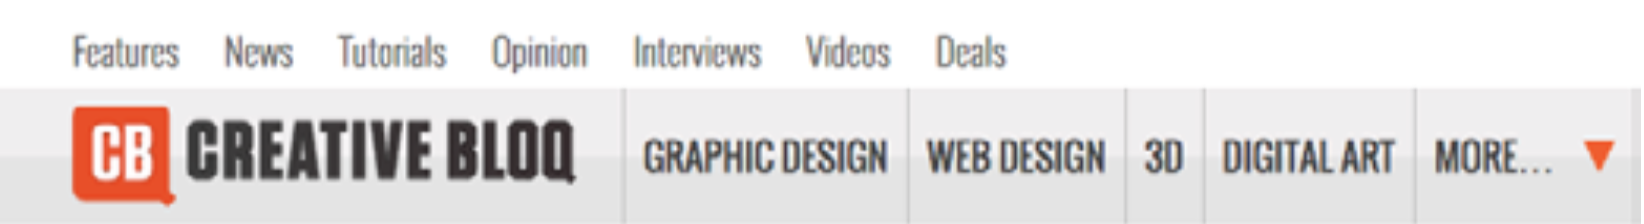 Features News Tutorials Opinion Interviews Videos Deals
CB CREATIVE BLOQ GRAPHIC DESIGN WEB DESIGN 3D DIGITAL ART MORE...